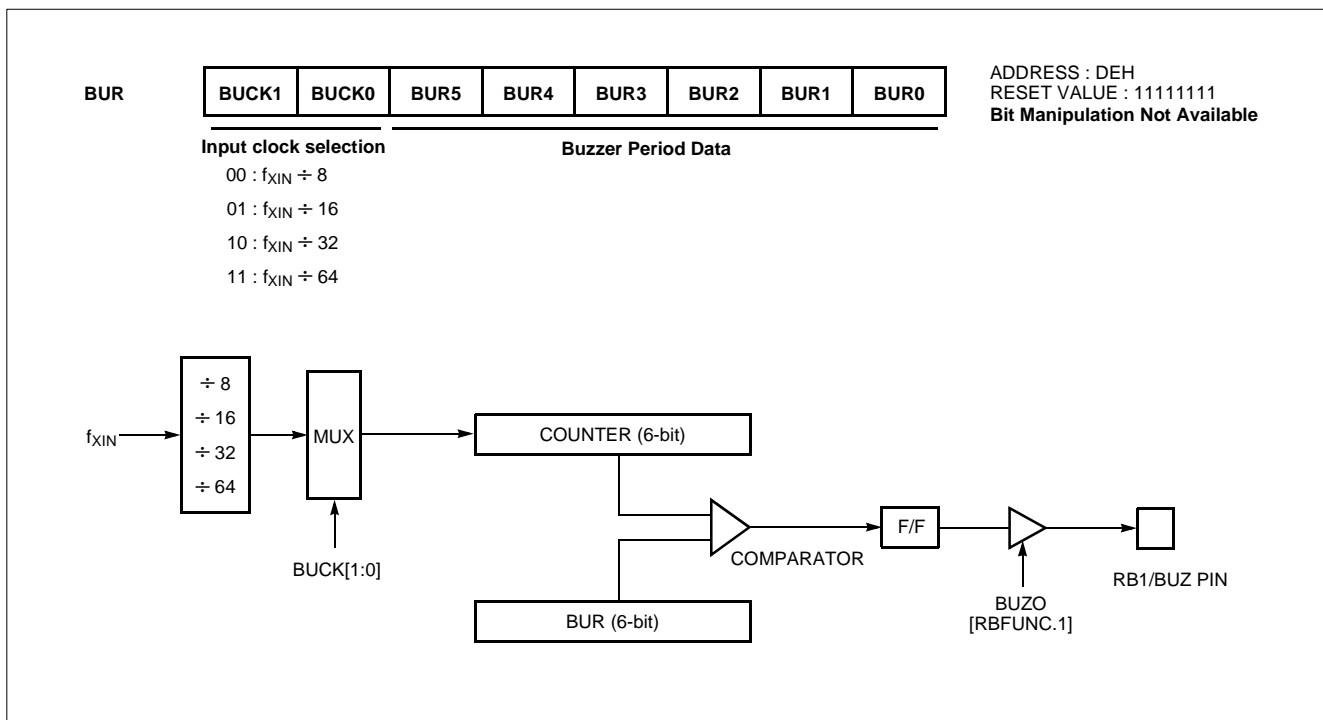 BUR
BUCK1 BUCK0 BUR5 BUR4 BUR3 BUR2 BUR1 BUR0
ADDRESS : DEH
RESET VALUE : 11111111
Bit Manipulation Not Available
Input clock selection
Buzzer Period Data
00 : fXIN ÷ 8
01 : fXIN ÷ 16
10 : fXIN ÷ 32
11 : fXIN ÷ 64
fXIN
÷ 8
÷ 16
÷ 32
÷ 64
MUX
BUCK[1:0]
COUNTER (6-bit)
BUR (6-bit)
COMPARATOR
F/F
BUZO
[RBFUNC.1]
RB1/BUZ PIN